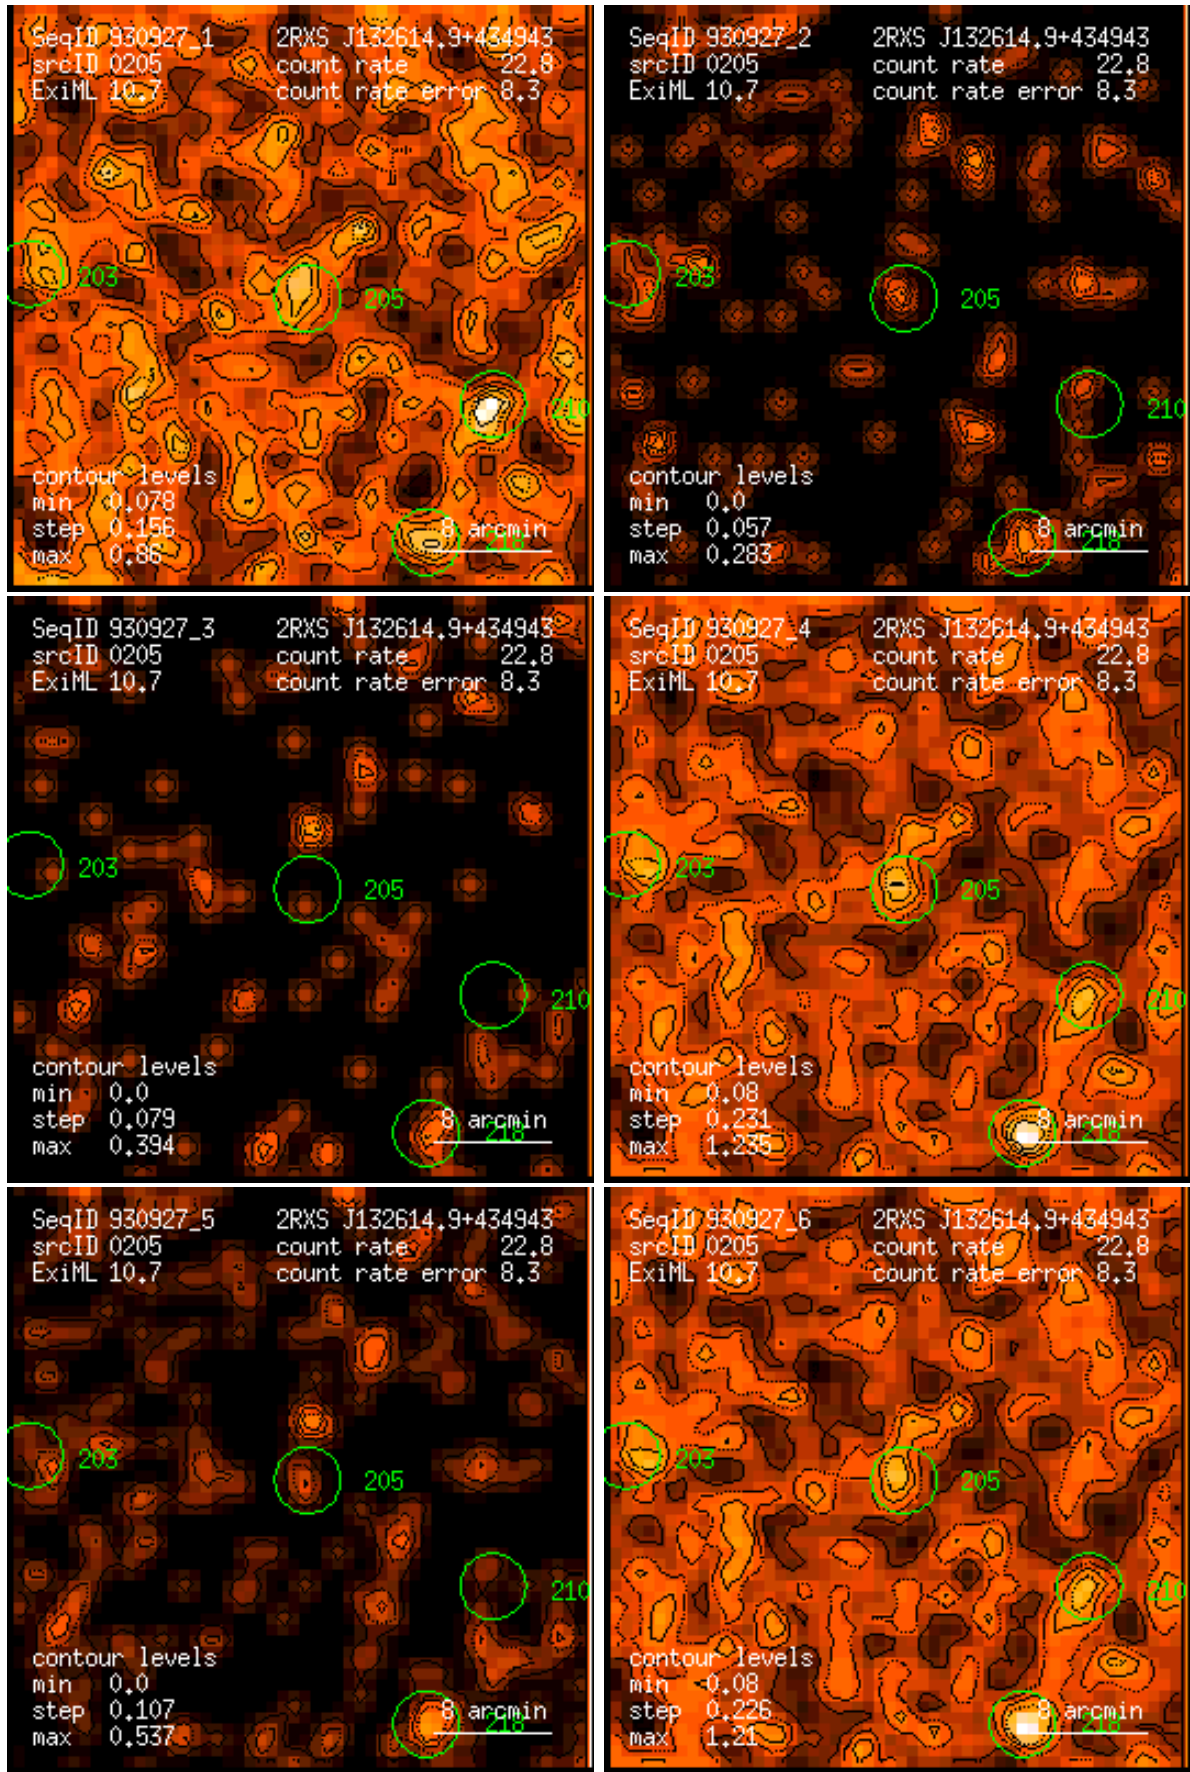 SeqID 930927_1 2RXS J132614.9+434943
srcID 0205 count rate 22.8
ExiML 10.7 count rate error 8.3
203
205
210
contour levels
min 0.078
step 0.156
max 0.86
8 arcmin
218
SeqID 930927_2 2RXS J132614.9+434943
srcID 0205 count rate 22.8
ExiML 10.7 count rate error 8.3
203
205
210
contour levels
min 0.0
step 0.057
max 0.283
8 arcmin
218
SeqID 930927_3 2RXS J132614.9+434943
srcID 0205 count rate 22.8
ExiML 10.7 count rate error 8.3
203
205
210
contour levels
min 0.0
step 0.079
max 0.394
8 arcmin
218
SeqID 930927_4 2RXS J132614.9+434943
srcID 0205 count rate 22.8
ExiML 10.7 count rate error 8.3
203
205
210
contour levels
min 0.08
step 0.231
max 1.235
8 arcmin
218
SeqID 930927_5 2RXS J132614.9+434943
srcID 0205 count rate 22.8
ExiML 10.7 count rate error 8.3
203
205
210
contour levels
min 0.0
step 0.107
max 0.537
8 arcmin
218
SeqID 930927_6 2RXS J132614.9+434943
srcID 0205 count rate 22.8
ExiML 10.7 count rate error 8.3
203
205
210
contour levels
min 0.08
step 0.226
max 1.21
8 arcmin
218